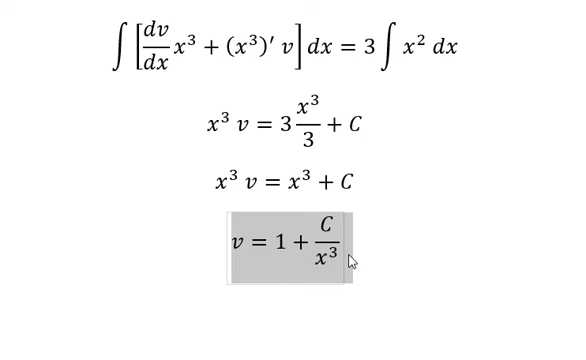 ∫ [dv/dx x³ + (x³)′ v] dx = 3 ∫ x² dx
x³ v = 3 x³/3 + C
x³ v = x³ + C
v = 1 + C/x³